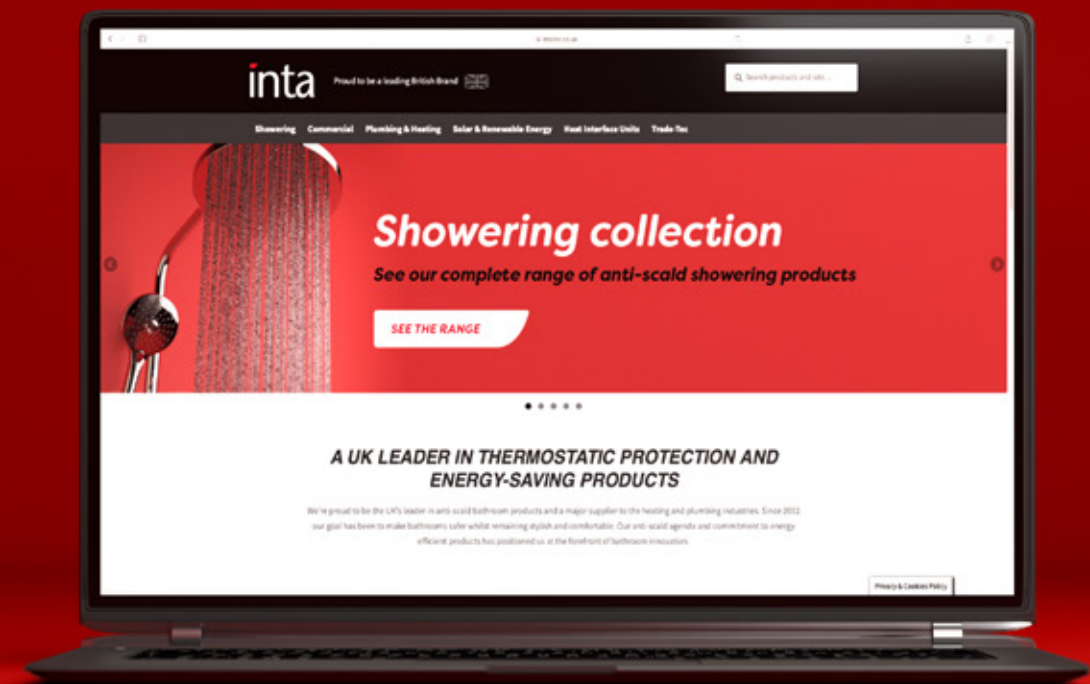 inta
Proud to be a leading British Brand
Search products and site ...
Showering Commercial Plumbing & Heating Solar & Renewable Energy Heat Interface Units Trade-Tec
Showering collection
See our complete range of anti-scald showering products
SEE THE RANGE
A UK LEADER IN THERMOSTATIC PROTECTION AND
ENERGY-SAVING PRODUCTS
We're proud to be the UK's leader in anti-scald bathroom products and a major supplier to the heating and plumbing industries. Since
our goal has been to make bathrooms safer whilst remaining stylish and comfortable. Our anti-scald agenda and commitment to energy
efficient products has positioned us at the forefront of bathroom innovation.
Privacy & Cookies Policy